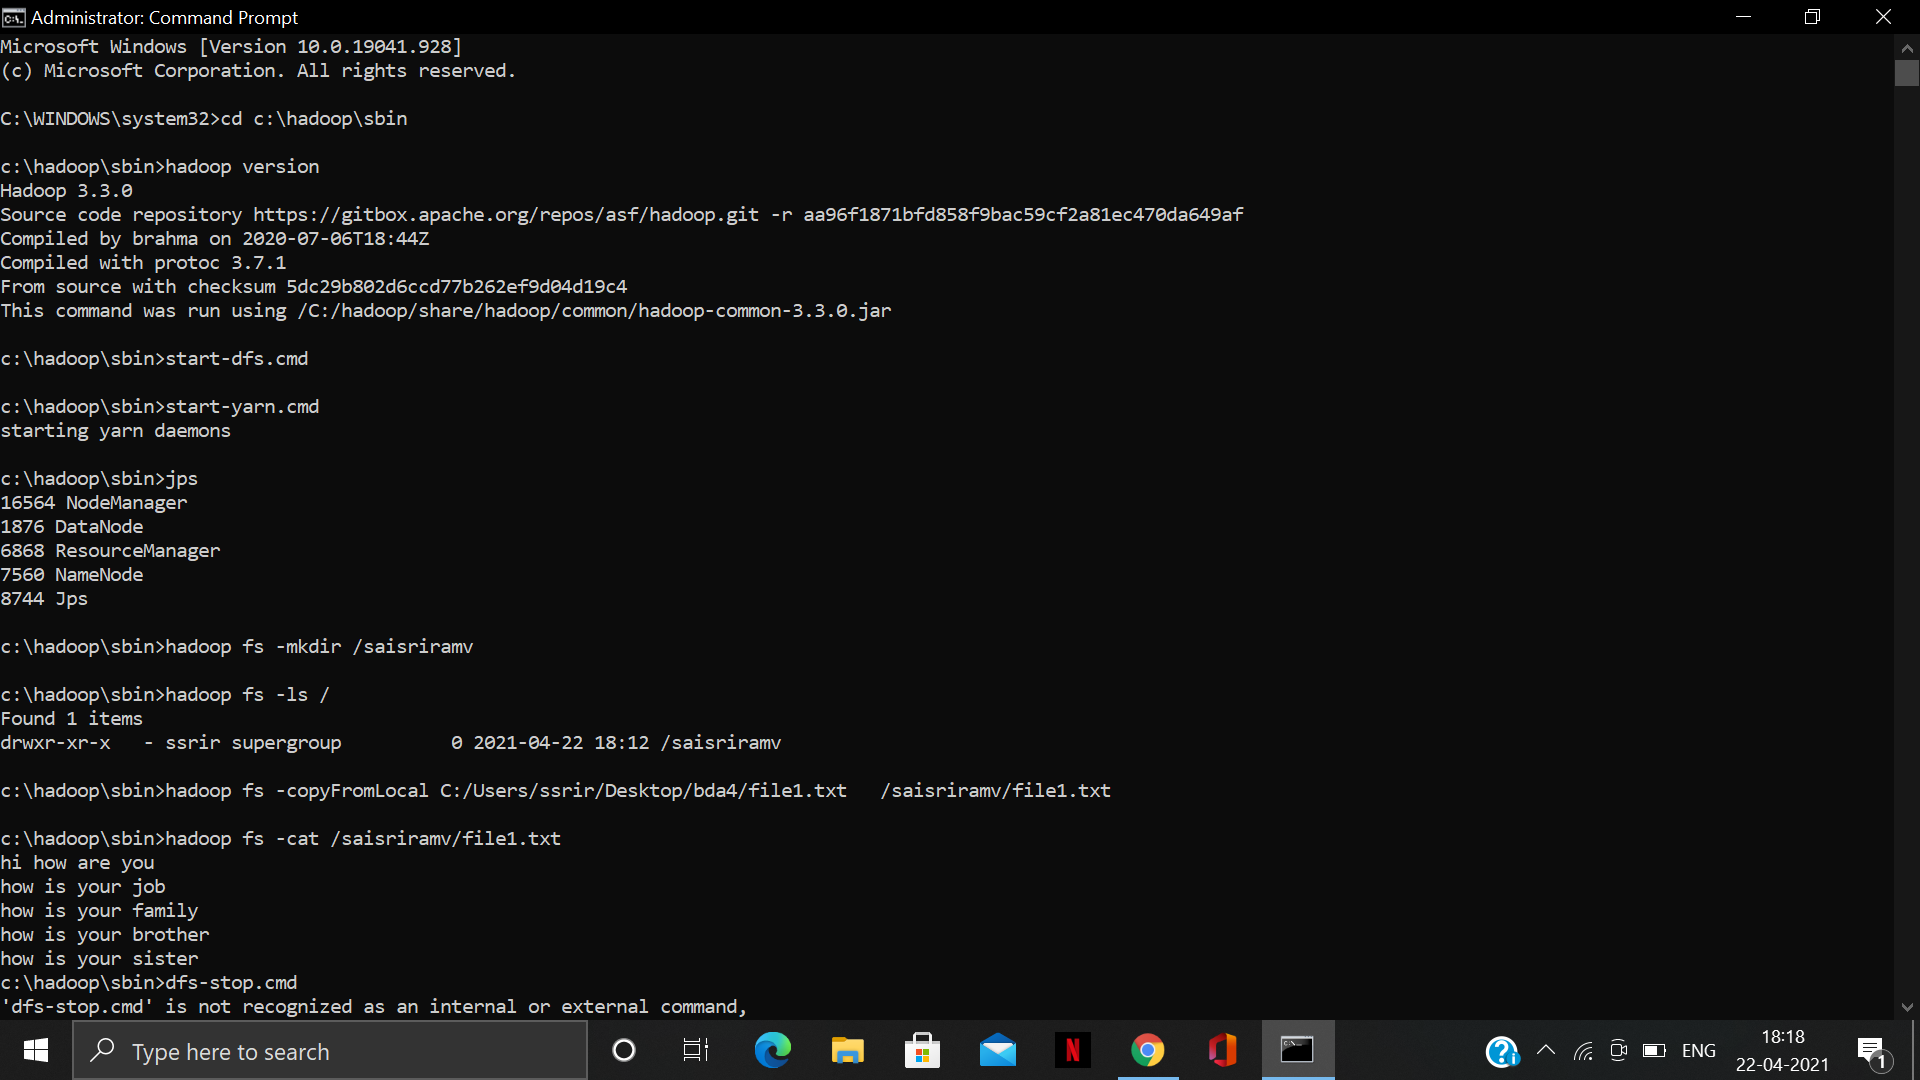 Administrator: Command Prompt
Microsoft Windows [Version 10.0.19041.928]
(c) Microsoft Corporation. All rights reserved.
C:\WINDOWS\system32>cd c:\hadoop\sbin
c:\hadoop\sbin>hadoop version
Hadoop 3.3.0
Source code repository https://gitbox.apache.org/repos/asf/hadoop.git -r aa96f1871bfd858f9bac59cf2a81ec470da649af
Compiled by brahma on 2020-07-06T18:44Z
Compiled with protoc 3.7.1
From source with checksum 5dc29b802d6ccd77b262ef9d04d19c4
This command was run using /C:/hadoop/share/hadoop/common/hadoop-common-3.3.0.jar
c:\hadoop\sbin>start-dfs.cmd
c:\hadoop\sbin>start-yarn.cmd
starting yarn daemons
c:\hadoop\sbin>jps
16564 NodeManager
1876 DataNode
6868 ResourceManager
7560 NameNode
8744 Jps
c:\hadoop\sbin>hadoop fs -mkdir /saisriramv
c:\hadoop\sbin>hadoop fs -ls /
Found 1 items
drwxr-xr-x   - ssrir supergroup          0 2021-04-22 18:12 /saisriramv
c:\hadoop\sbin>hadoop fs -copyFromLocal C:/Users/ssrir/Desktop/bda4/file1.txt   /saisriramv/file1.txt
c:\hadoop\sbin>hadoop fs -cat /saisriramv/file1.txt
hi how are you
how is your job
how is your family
how is your brother
how is your sister
c:\hadoop\sbin>dfs-stop.cmd
'dfs-stop.cmd' is not recognized as an internal or external command,
Type here to search
N
ENG
18:18
22-04-2021
1